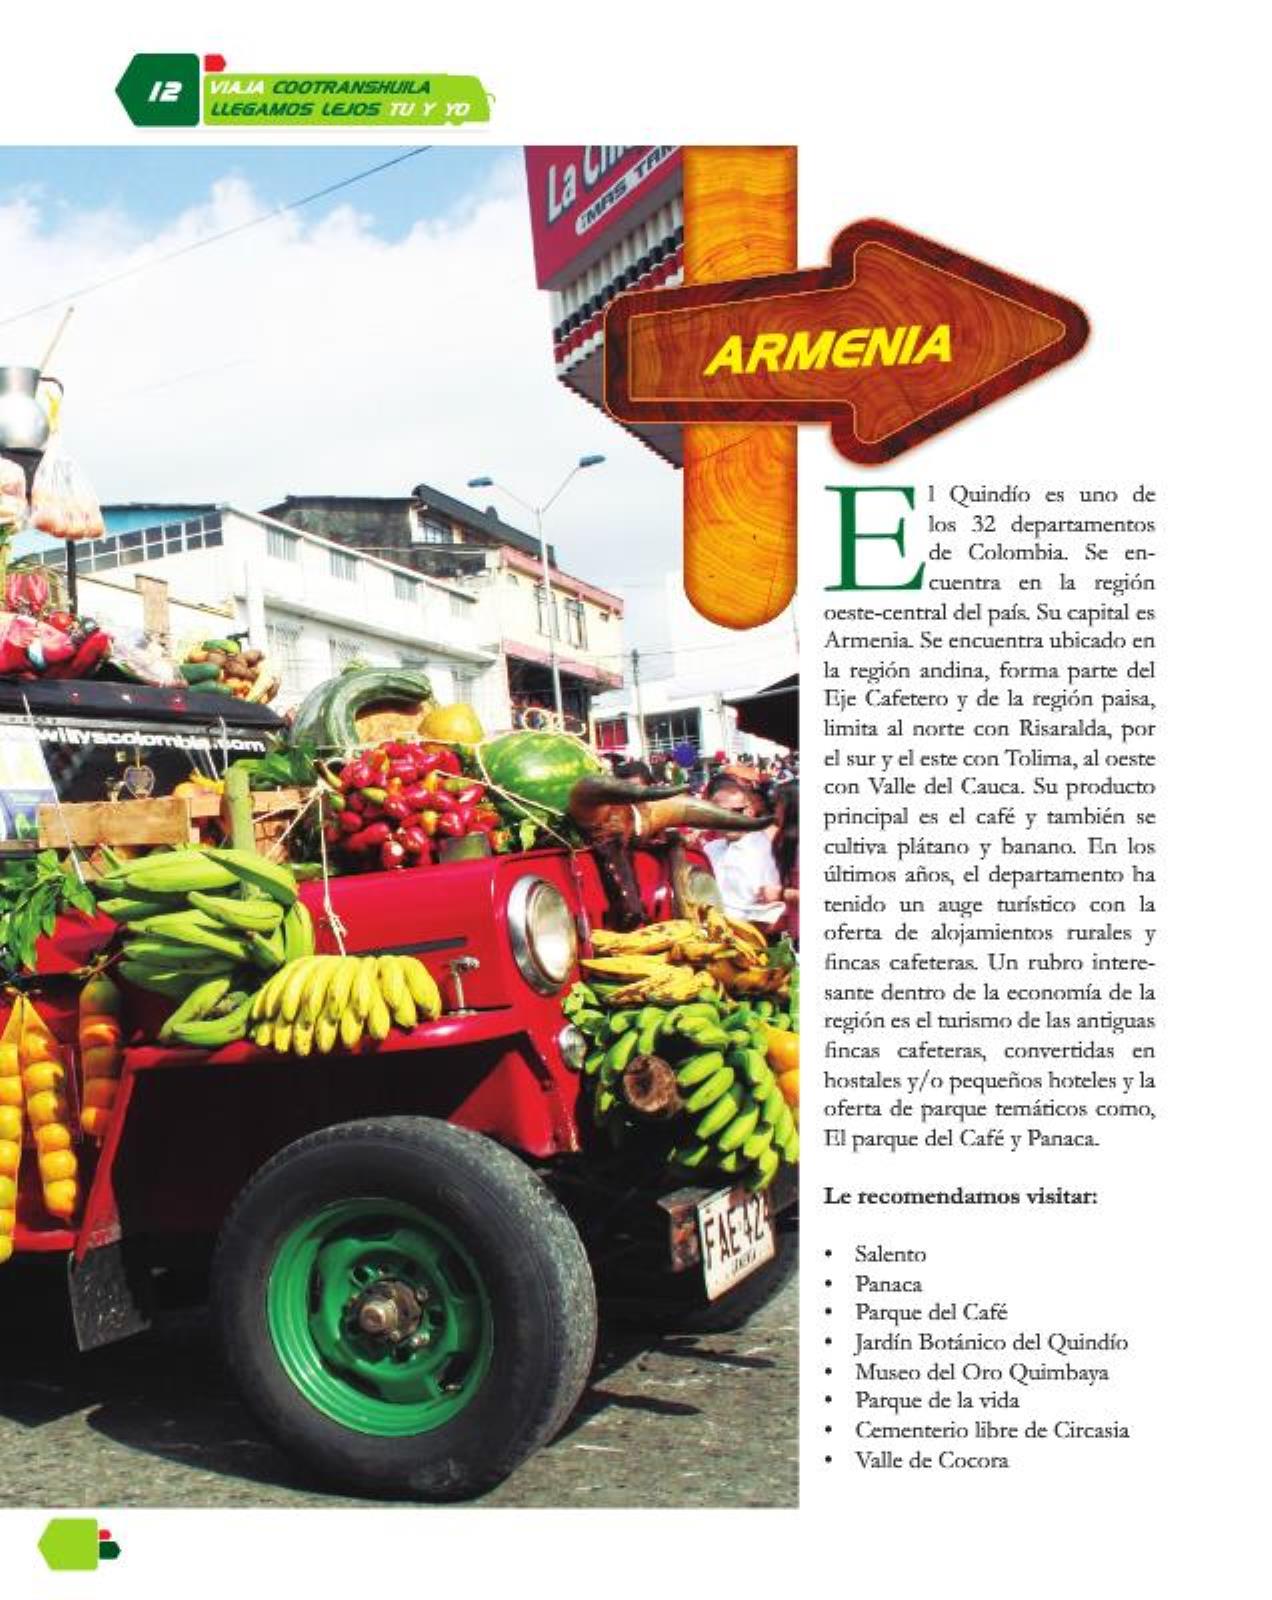 12
VIAJA COOTRANSHUILA
LLEGAMOS LEJOS TU Y YO
La
¡MAS
ARMENIA
El Quindío es uno de
los 32 departamentos
de Colombia. Se en-
cuentra en la región
oeste-central del país. Su capital es
Armenia. Se encuentra ubicado en
la región andina, forma parte del
Eje Cafetero y de la región paisa,
limita al norte con Risaralda, por
el sur y el este con Tolima, al oeste
con Valle del Cauca. Su producto
principal es el café y también se
cultiva plátano y banano. En los
últimos años, el departamento ha
tenido un auge turístico con la
oferta de alojamientos rurales y
fincas cafeteras. Un rubro intere-
sante dentro de la economía de la
región es el turismo de las antiguas
fincas cafeteras, convertidas en
hostales y/o pequeños hoteles y la
oferta de parque temáticos como,
El parque del Café y Panaca.
Le recomendamos visitar:
• Salento
• Panaca
• Parque del Café
• Jardín Botánico del Quindío
• Museo del Oro Quimbaya
• Parque de la vida
• Cementerio libre de Circasia
• Valle de Cocora
willyscolombia.com
FAE 424
ARMENIA